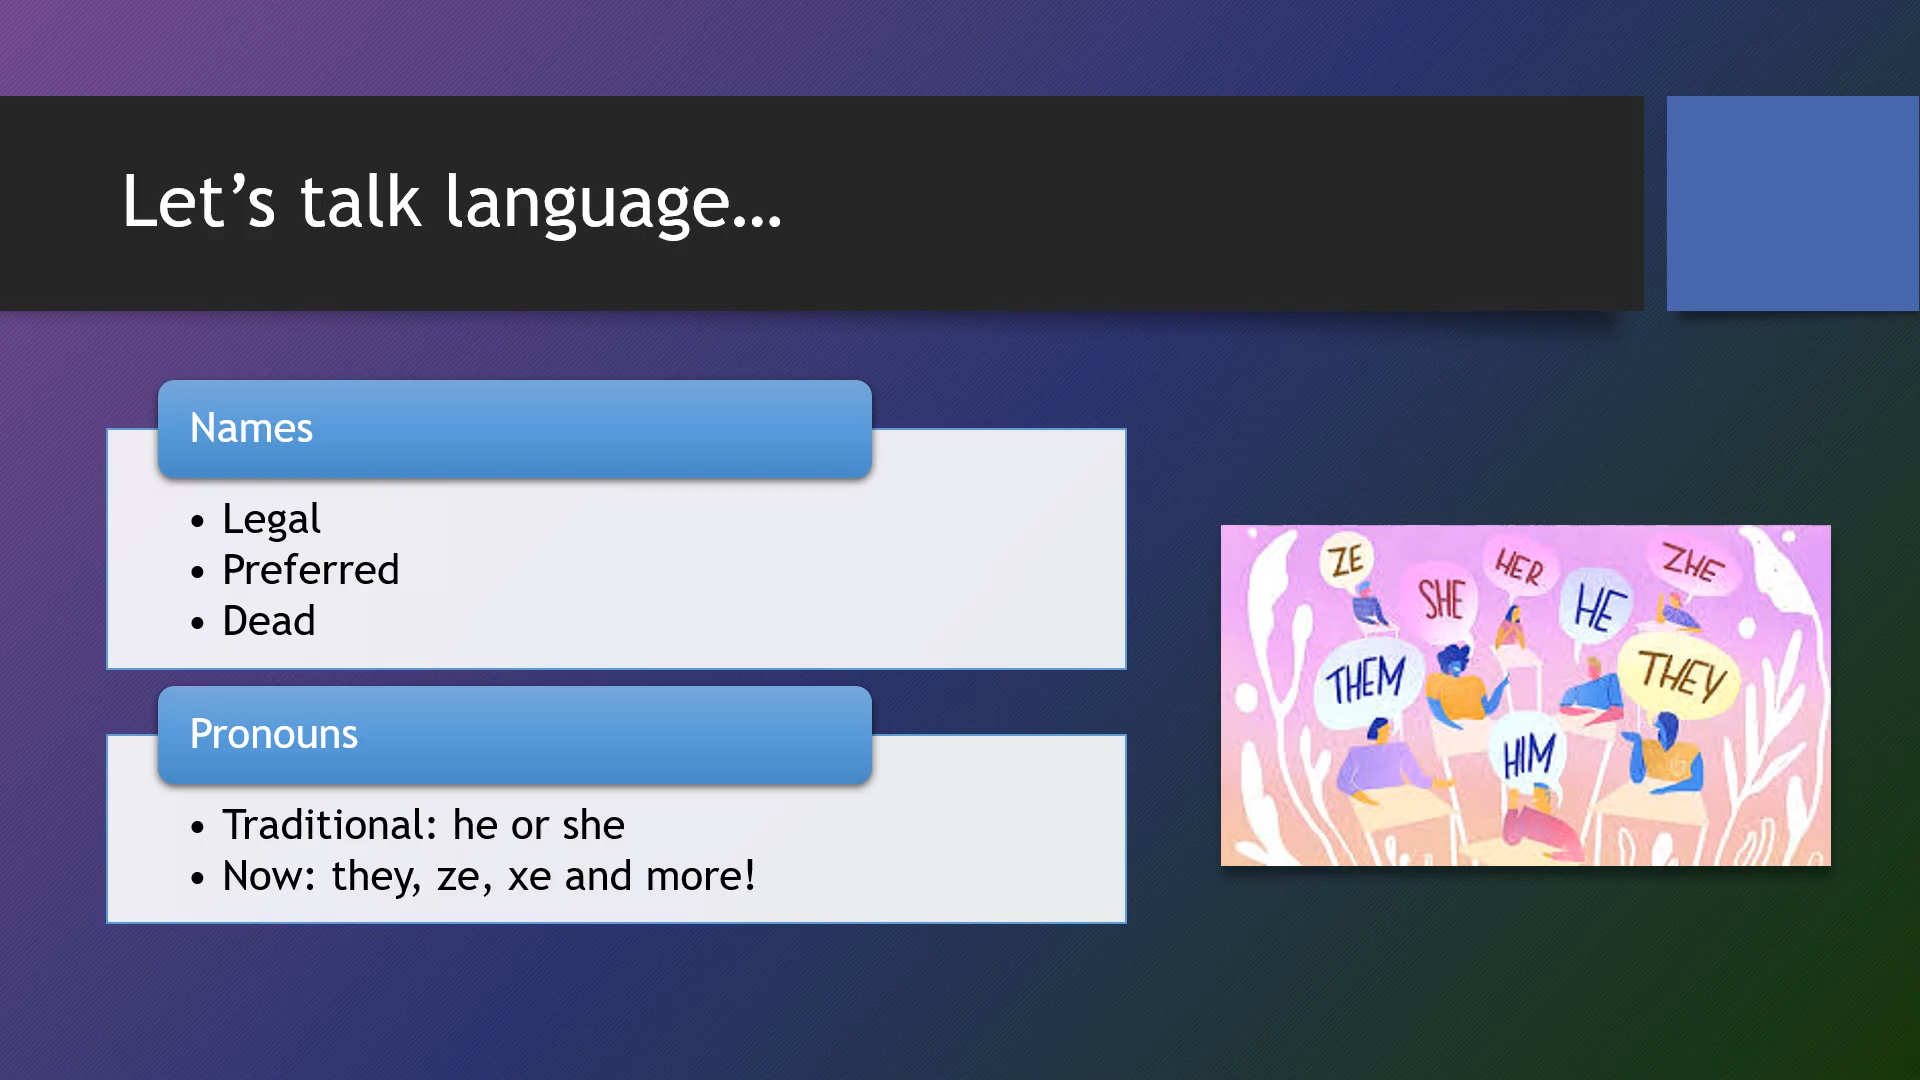 Let’s talk language…
Names
• Legal
• Preferred
• Dead
Pronouns
• Traditional: he or she
• Now: they, ze, xe and more!
ZE
SHE
HER
HE
ZHE
THEM
THEY
HIM